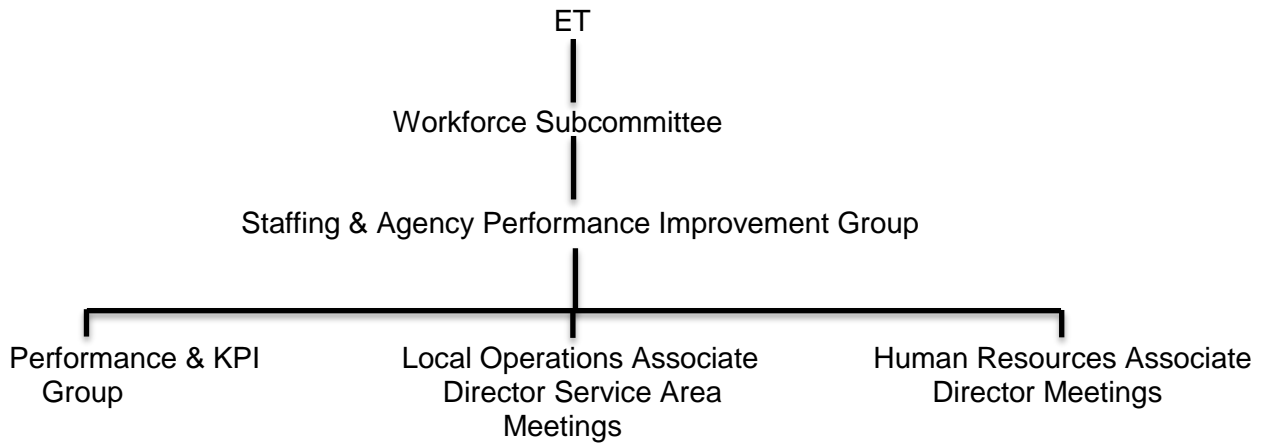 ET
Workforce Subcommittee
Staffing & Agency Performance Improvement Group
Performance & KPI
Group
Local Operations Associate
Director Service Area
Meetings
Human Resources Associate
Director Meetings